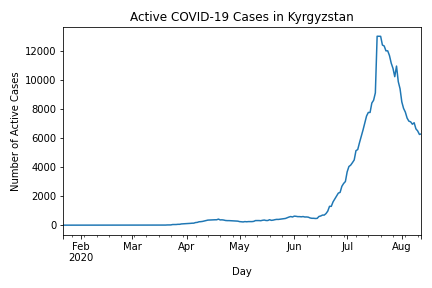 Active COVID-19 Cases in Kyrgyzstan
Number of Active Cases
12000
10000
8000
6000
4000
2000
0
Feb Mar Apr May Jun Jul Aug
2020
Day